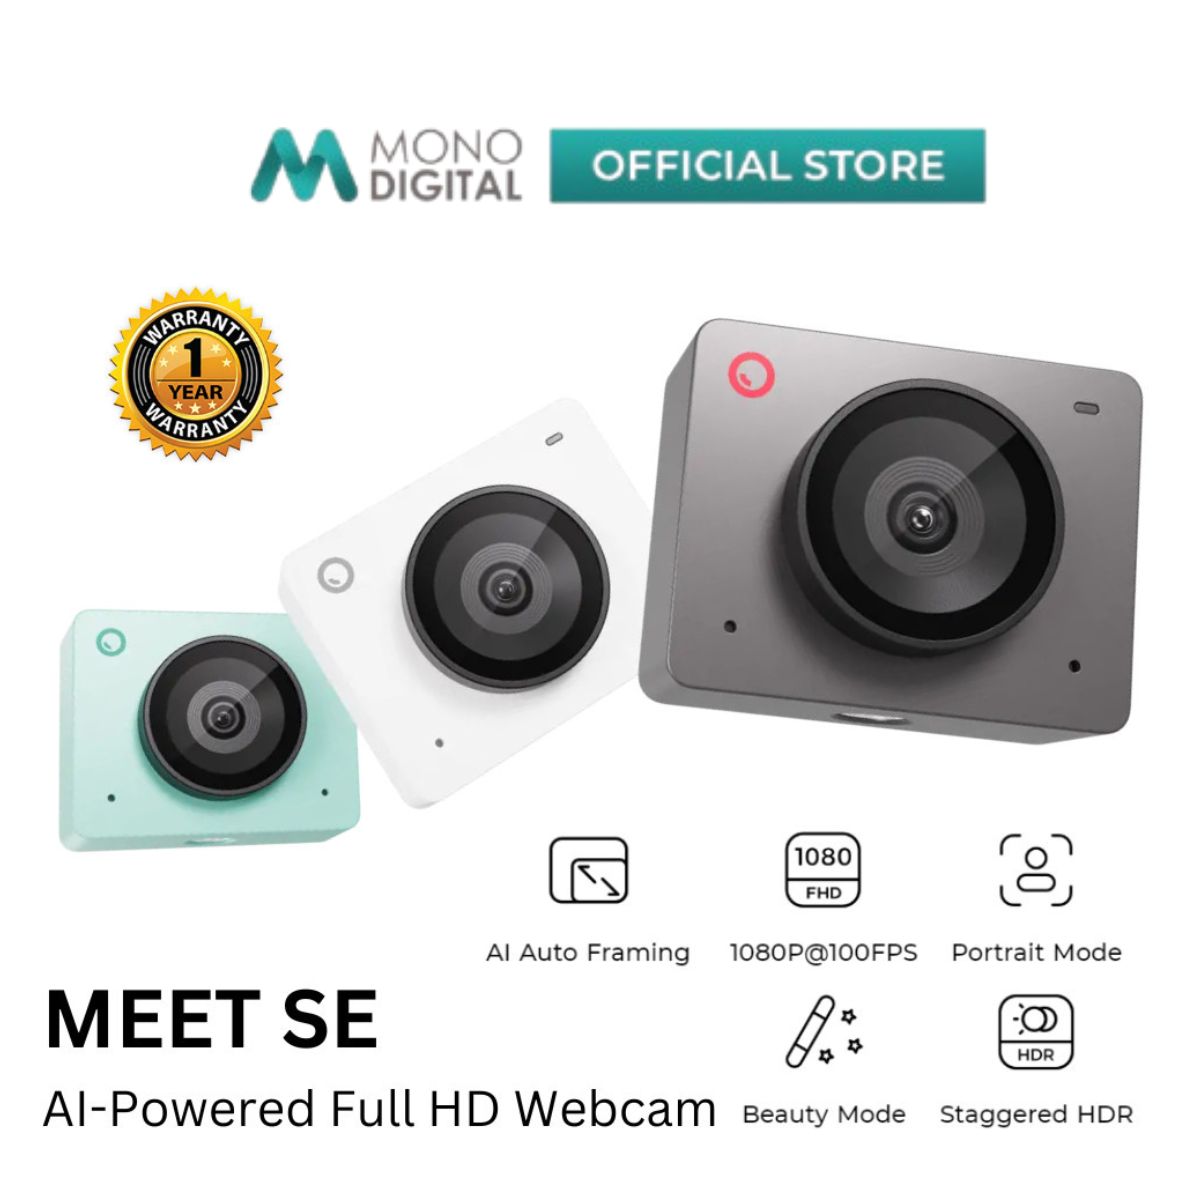 MONO
DIGITAL
OFFICIAL STORE
WARRANTY
1
YEAR
WARRANTY
1080
FHD
AI Auto Framing
1080P@100FPS
Portrait Mode
MEET SE
HDR
AI-Powered Full HD Webcam
Beauty Mode
Staggered HDR